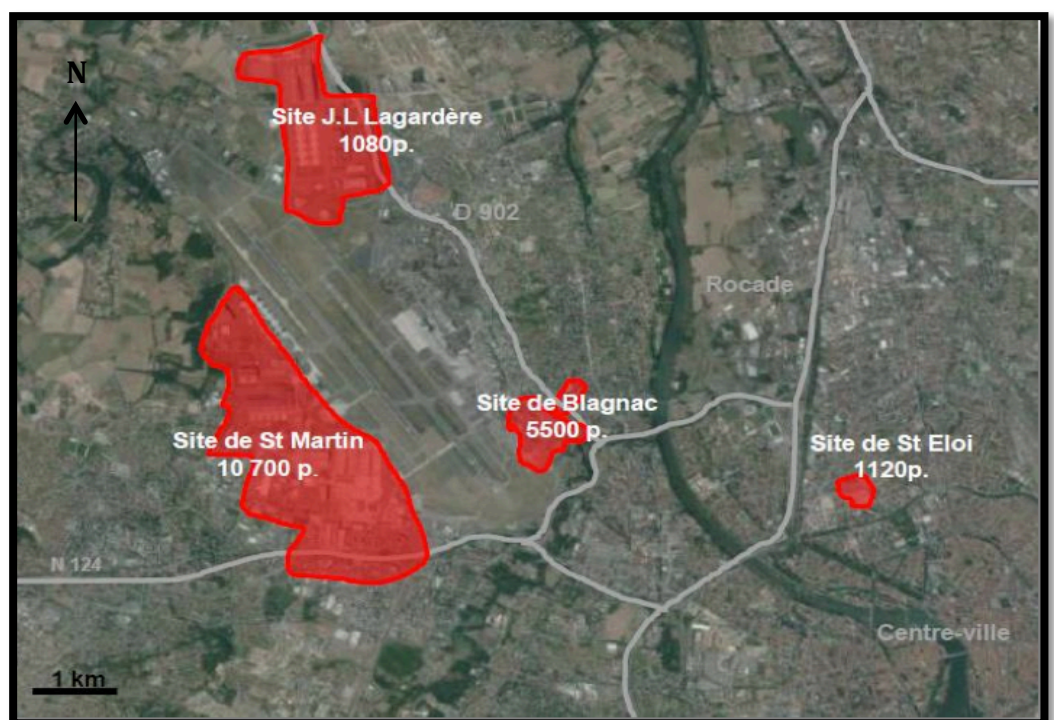 N
Site J.L Lagardère
1080p.
D 902
Rocade
Site de Blagnac
5500 p.
Site de St Martin
10 700 p.
Site de St Eloi
1120p.
N 124
Centre-ville
1 km